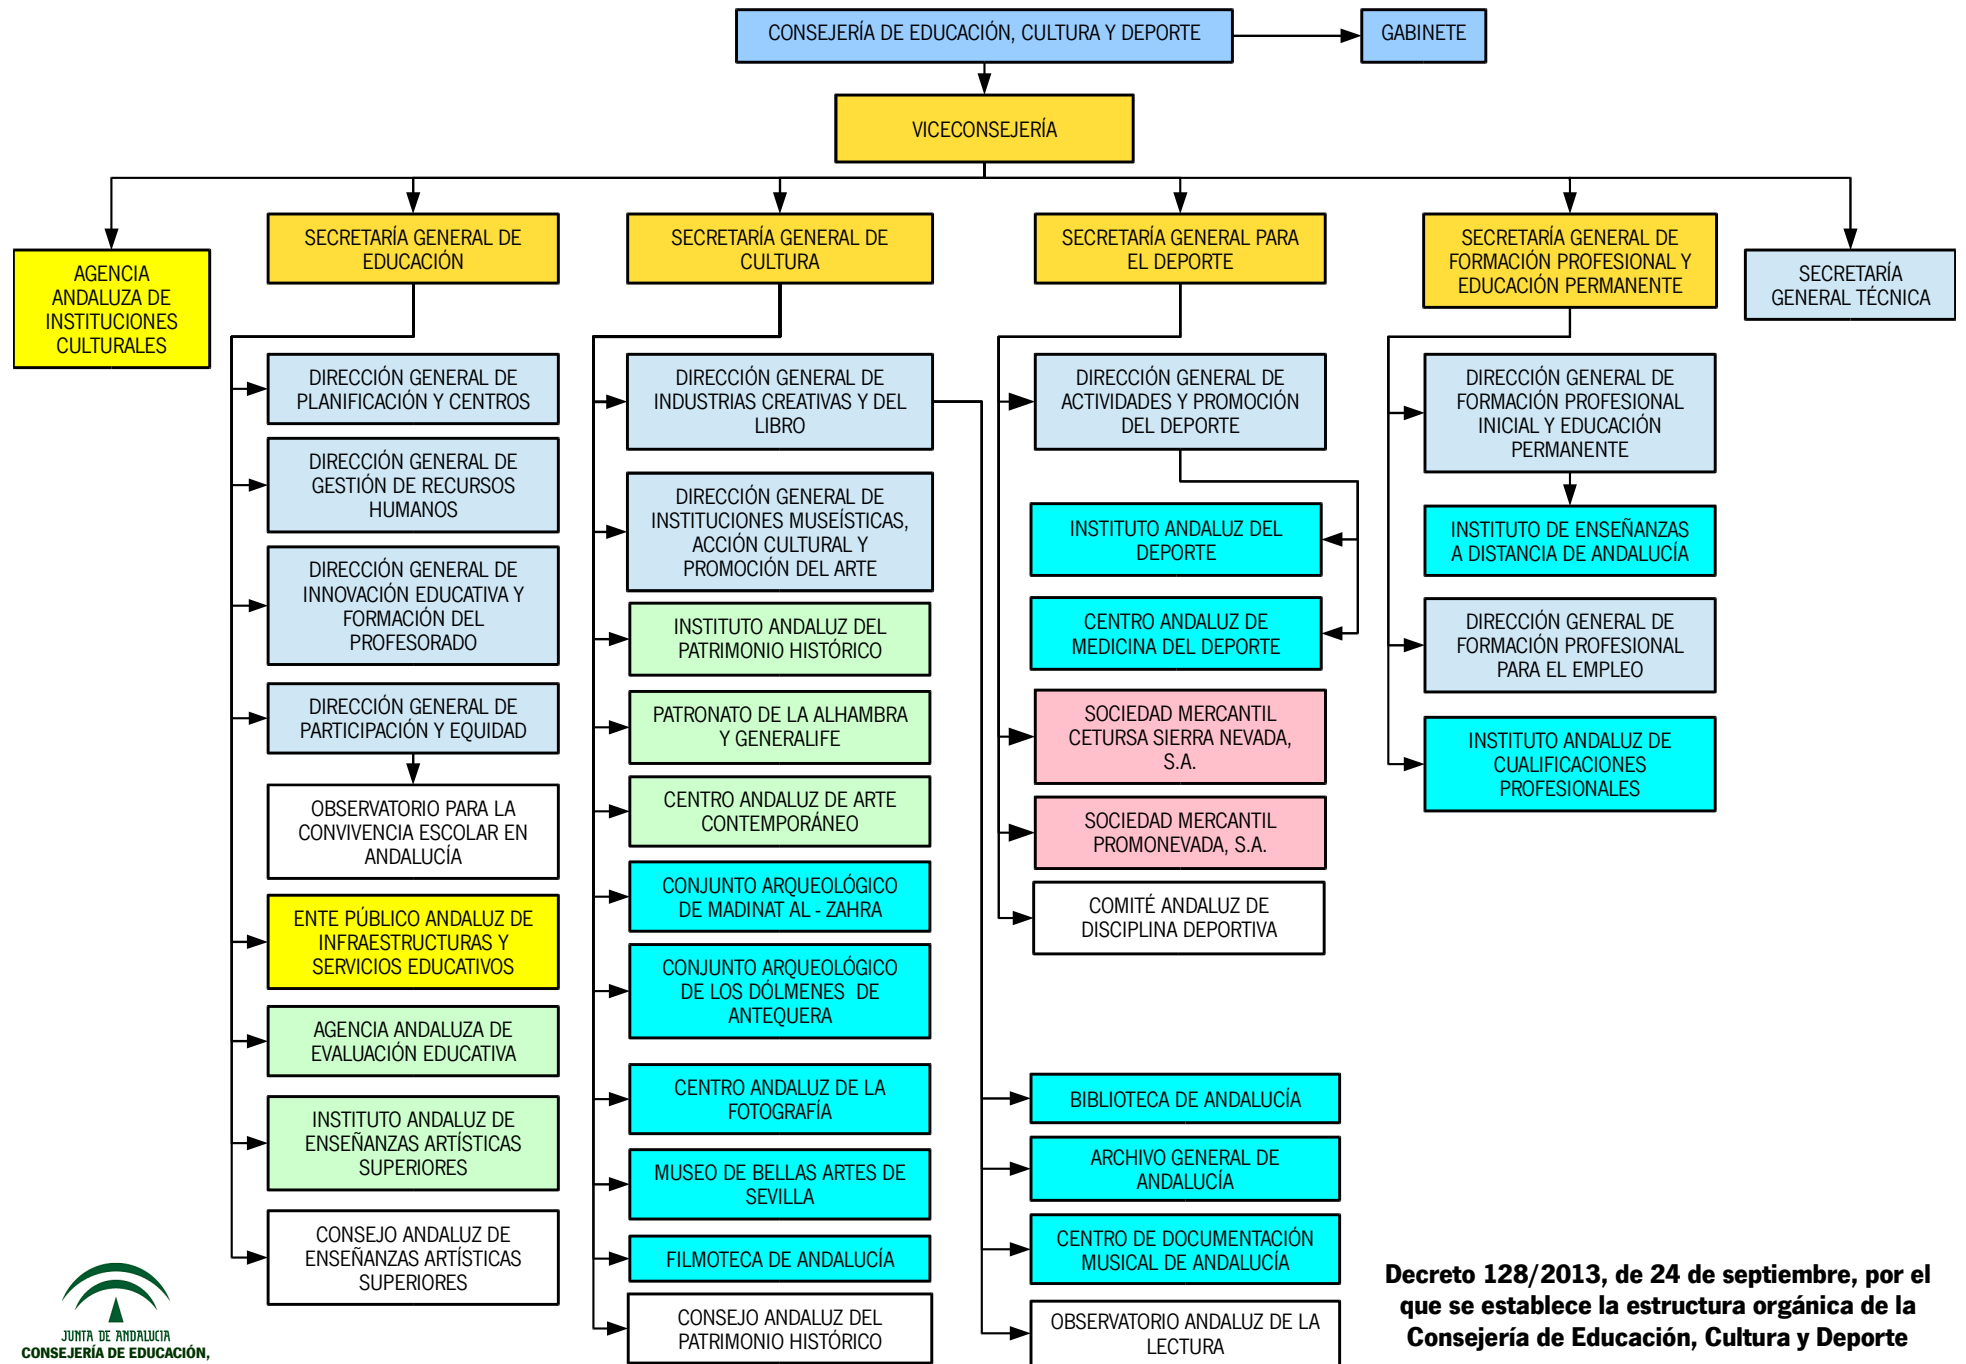 CONSEJERÍA DE EDUCACIÓN, CULTURA Y DEPORTE
GABINETE
VICECONSEJERÍA
AGENCIA
ANDALUZA DE
INSTITUCIONES
CULTURALES
SECRETARÍA GENERAL DE
EDUCACIÓN
SECRETARÍA GENERAL DE
CULTURA
SECRETARÍA GENERAL PARA
EL DEPORTE
SECRETARÍA GENERAL DE
FORMACIÓN PROFESIONAL Y
EDUCACIÓN PERMANENTE
SECRETARÍA
GENERAL TÉCNICA
DIRECCIÓN GENERAL DE
PLANIFICACIÓN Y CENTROS
DIRECCIÓN GENERAL DE
GESTIÓN DE RECURSOS
HUMANOS
DIRECCIÓN GENERAL DE
INNOVACIÓN EDUCATIVA Y
FORMACIÓN DEL
PROFESORADO
DIRECCIÓN GENERAL DE
PARTICIPACIÓN Y EQUIDAD
OBSERVATORIO PARA LA
CONVIVENCIA ESCOLAR EN
ANDALUCÍA
ENTE PÚBLICO ANDALUZ DE
INFRAESTRUCTURAS Y
SERVICIOS EDUCATIVOS
AGENCIA ANDALUZA DE
EVALUACIÓN EDUCATIVA
INSTITUTO ANDALUZ DE
ENSEÑANZAS ARTÍSTICAS
SUPERIORES
CONSEJO ANDALUZ DE
ENSEÑANZAS ARTÍSTICAS
SUPERIORES
DIRECCIÓN GENERAL DE
INDUSTRIAS CREATIVAS Y DEL
LIBRO
DIRECCIÓN GENERAL DE
INSTITUCIONES MUSEÍSTICAS,
ACCIÓN CULTURAL Y
PROMOCIÓN DEL ARTE
INSTITUTO ANDALUZ DEL
PATRIMONIO HISTÓRICO
PATRONATO DE LA ALHAMBRA
Y GENERALIFE
CENTRO ANDALUZ DE ARTE
CONTEMPORÁNEO
CONJUNTO ARQUEOLÓGICO
DE MADINAT AL - ZAHRA
CONJUNTO ARQUEOLÓGICO
DE LOS DÓLMENES DE
ANTEQUERA
CENTRO ANDALUZ DE LA
FOTOGRAFÍA
MUSEO DE BELLAS ARTES DE
SEVILLA
FILMOTECA DE ANDALUCÍA
CONSEJO ANDALUZ DEL
PATRIMONIO HISTÓRICO
DIRECCIÓN GENERAL DE
ACTIVIDADES Y PROMOCIÓN
DEL DEPORTE
INSTITUTO ANDALUZ DEL
DEPORTE
CENTRO ANDALUZ DE
MEDICINA DEL DEPORTE
SOCIEDAD MERCANTIL
CETURSA SIERRA NEVADA,
S.A.
SOCIEDAD MERCANTIL
PROMONEVADA, S.A.
COMITÉ ANDALUZ DE
DISCIPLINA DEPORTIVA
BIBLIOTECA DE ANDALUCÍA
ARCHIVO GENERAL DE
ANDALUCÍA
CENTRO DE DOCUMENTACIÓN
MUSICAL DE ANDALUCÍA
OBSERVATORIO ANDALUZ DE LA
LECTURA
DIRECCIÓN GENERAL DE
FORMACIÓN PROFESIONAL
INICIAL Y EDUCACIÓN
PERMANENTE
INSTITUTO DE ENSEÑANZAS
A DISTANCIA DE ANDALUCÍA
DIRECCIÓN GENERAL DE
FORMACIÓN PROFESIONAL
PARA EL EMPLEO
INSTITUTO ANDALUZ DE
CUALIFICACIONES
PROFESIONALES
JUNTA DE ANDALUCIA
CONSEJERÍA DE EDUCACIÓN,
Decreto 128/2013, de 24 de septiembre, por el
que se establece la estructura orgánica de la
Consejería de Educación, Cultura y Deporte